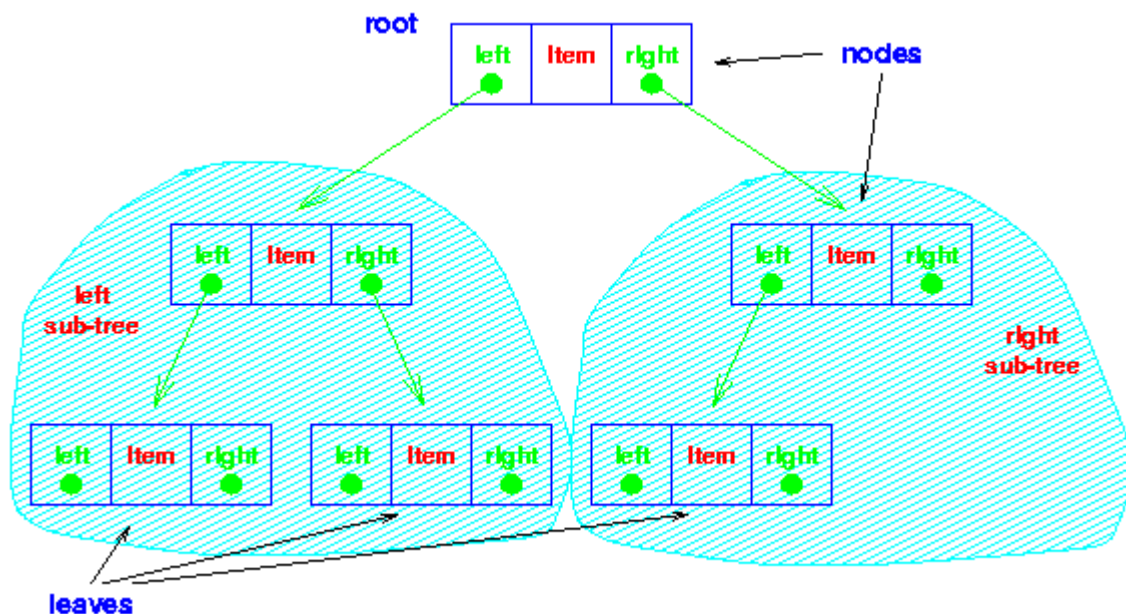 root
left Item right
nodes
left Item right
left Item right
left
sub-tree
right
sub-tree
left Item right
left Item right
left Item right
leaves